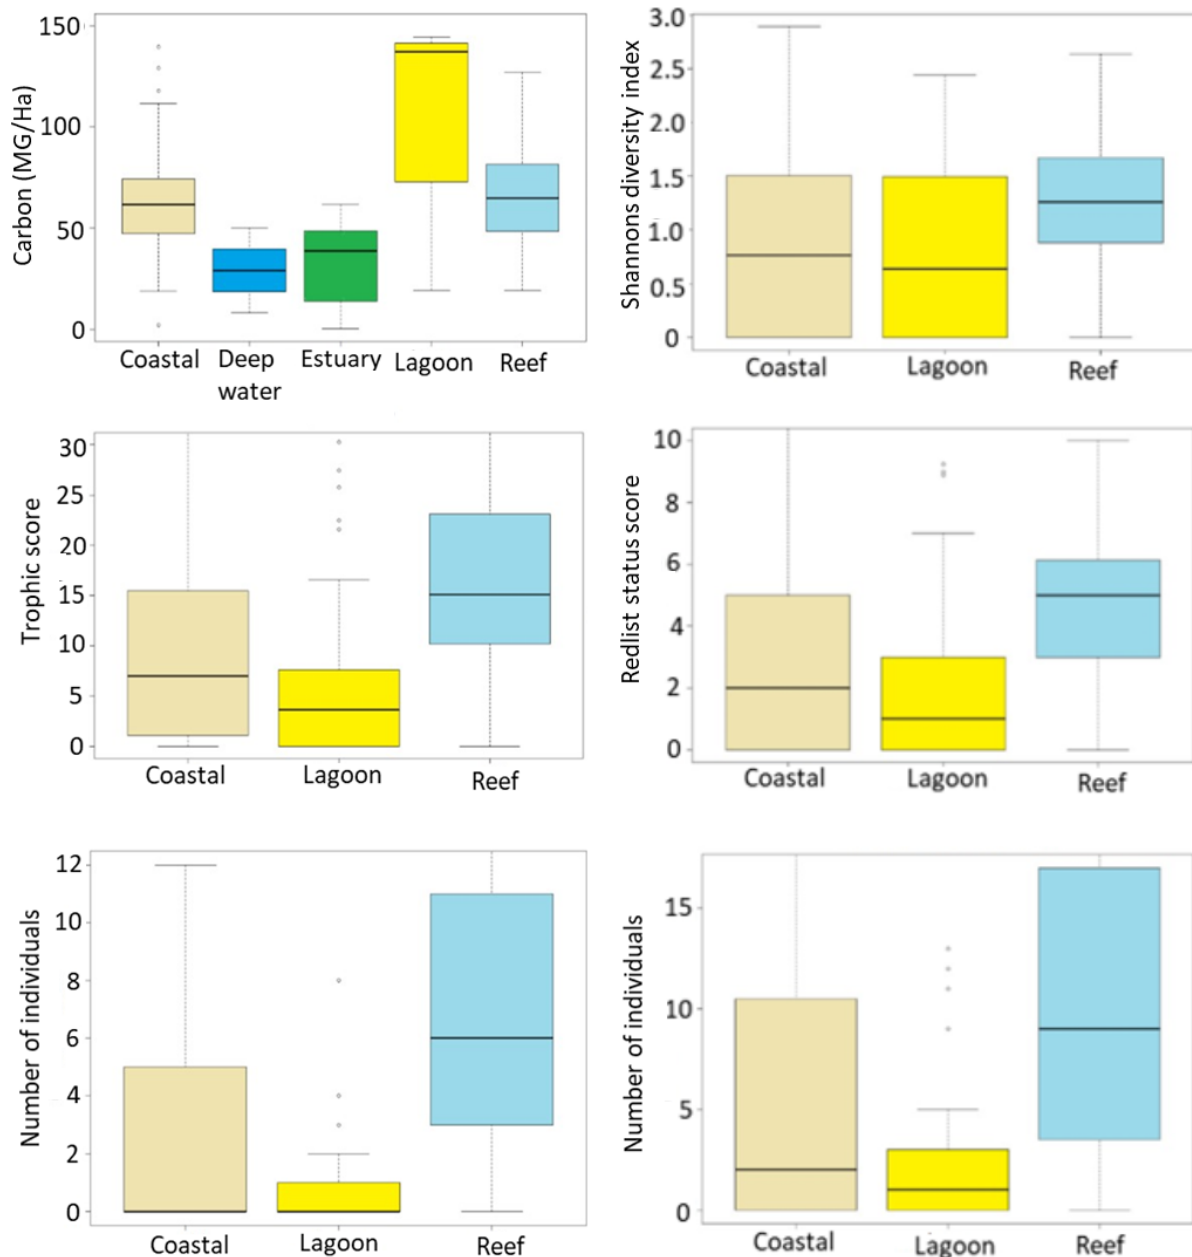 Carbon (MG/Ha)
150
100
50
0
Coastal
Deep
water
Estuary
Lagoon
Reef
Shannons diversity index
3.0
2.5
2.0
1.5
1.0
0.5
0
Coastal
Lagoon
Reef
Trophic score
30
25
20
15
10
5
0
Coastal
Lagoon
Reef
Redlist status score
10
8
6
4
2
0
Coastal
Lagoon
Reef
Number of individuals
12
10
8
6
4
2
0
Coastal
Lagoon
Reef
Number of individuals
15
10
5
0
Coastal
Lagoon
Reef